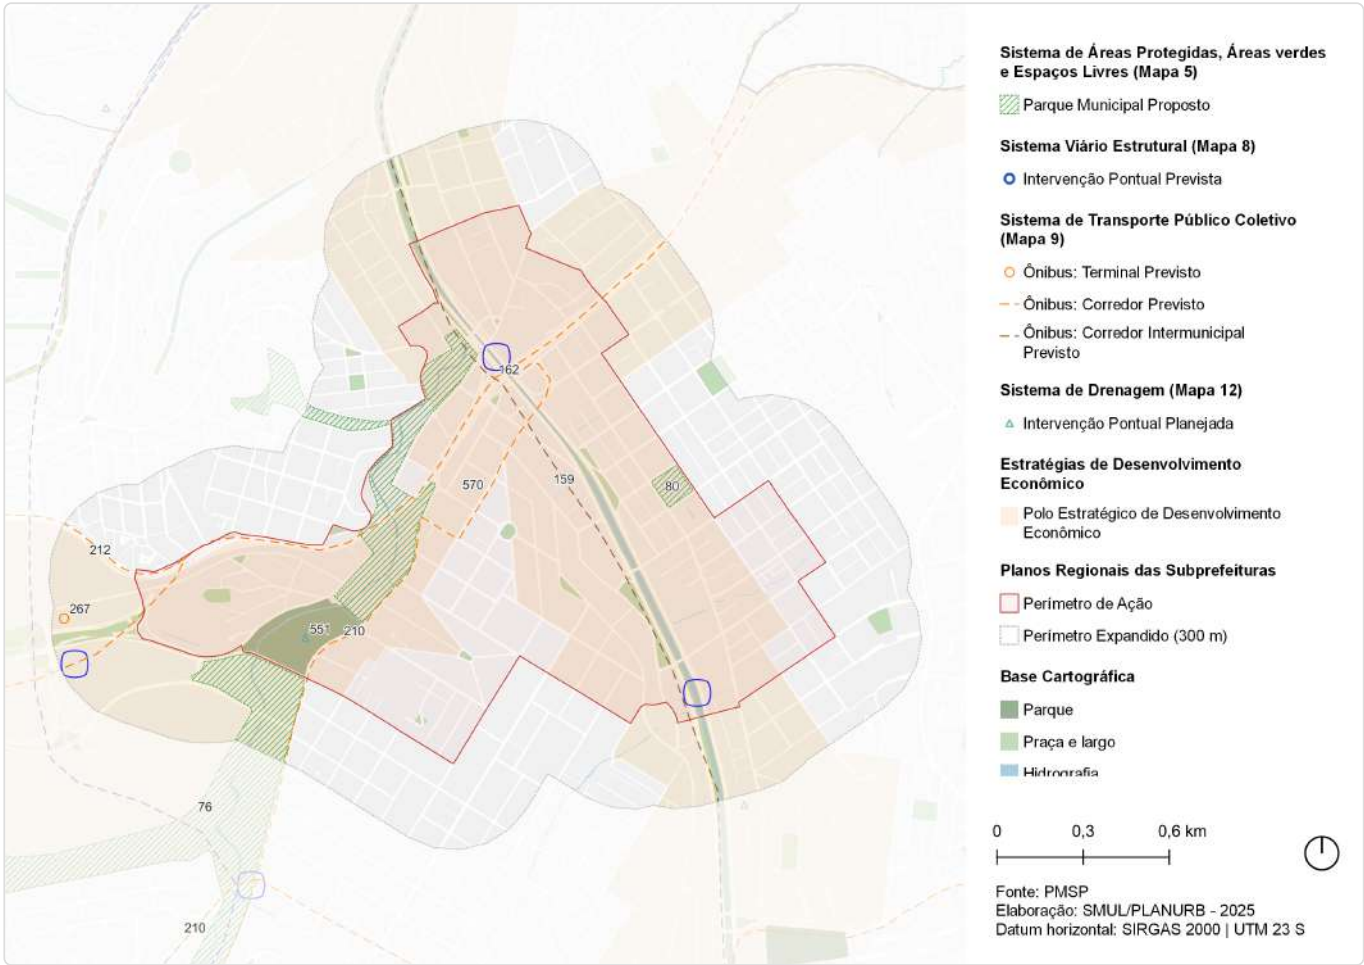 Sistema de Áreas Protegidas, Áreas verdes
e Espaços Livres (Mapa 5)
Parque Municipal Proposto
Sistema Viário Estrutural (Mapa 8)
Intervenção Pontual Prevista
Sistema de Transporte Público Coletivo
(Mapa 9)
Ônibus: Terminal Previsto
Ônibus: Corredor Previsto
Ônibus: Corredor Intermunicipal
Previsto
Sistema de Drenagem (Mapa 12)
Intervenção Pontual Planejada
Estratégias de Desenvolvimento
Econômico
Polo Estratégico de Desenvolvimento
Econômico
Planos Regionais das Subprefeituras
Perímetro de Ação
Perímetro Expandido (300 m)
Base Cartográfica
Parque
Praça e largo
Hidrografia
0 0,3 0,6 km
Fonte: PMSP
Elaboração: SMUL/PLANURB - 2025
Datum horizontal: SIRGAS 2000 | UTM 23 S
162
570
159
80
212
267
551
210
76
210